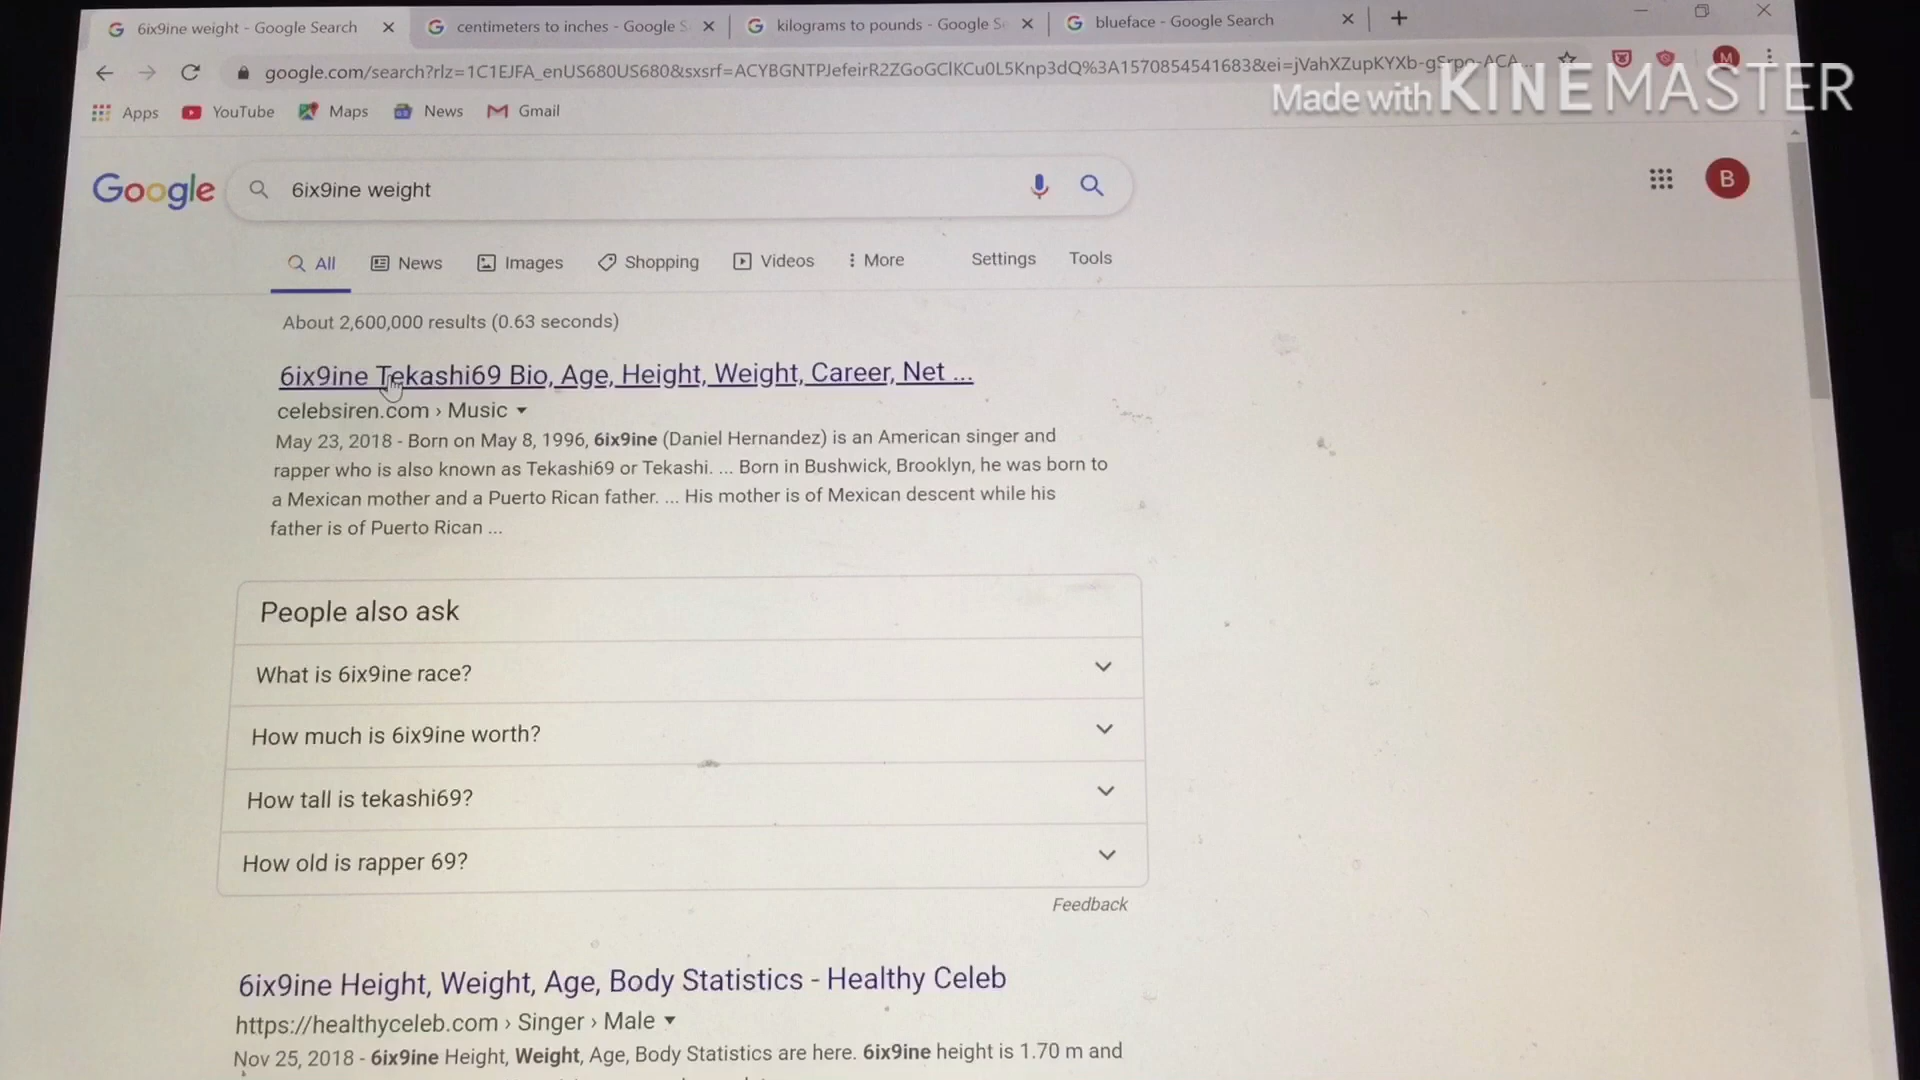 6ix9ine weight - Google Search
centimeters to inches - Google S
kilograms to pounds - Google Se
blueface - Google Search
google.com/search?rlz=1C1EJFA_enUS680US680&sxsrf=ACYBGNTPJefeirR2ZGoGClKCu0L5Knp3dQ%3A1570854541683&ei=jVahXZupKYXb-gSrpo-ACA...
M
Made with KINEMASTER
Apps YouTube Maps News Gmail
Google
6ix9ine weight
B
All News Images Shopping Videos More Settings Tools
About 2,600,000 results (0.63 seconds)
6ix9ine Tekashi69 Bio, Age, Height, Weight, Career, Net ...
celebsiren.com › Music
May 23, 2018 - Born on May 8, 1996, 6ix9ine (Daniel Hernandez) is an American singer and
rapper who is also known as Tekashi69 or Tekashi. ... Born in Bushwick, Brooklyn, he was born to
a Mexican mother and a Puerto Rican father. ... His mother is of Mexican descent while his
father is of Puerto Rican ...
People also ask
What is 6ix9ine race?
How much is 6ix9ine worth?
How tall is tekashi69?
How old is rapper 69?
Feedback
6ix9ine Height, Weight, Age, Body Statistics - Healthy Celeb
https://healthyceleb.com › Singer › Male
Nov 25, 2018 - 6ix9ine Height, Weight, Age, Body Statistics are here. 6ix9ine height is 1.70 m and